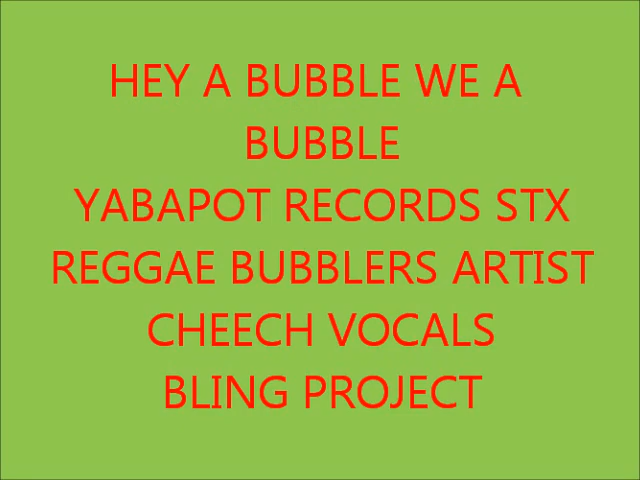 HEY A BUBBLE WE A
BUBBLE
YABAPOT RECORDS STX
REGGAE BUBBLERS ARTIST
CHEECH VOCALS
BLING PROJECT